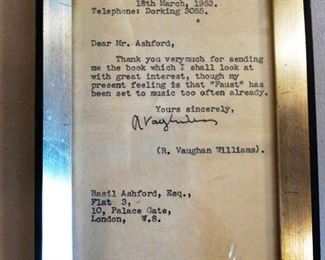 18th March, 1953.
Telephone: Dorking 3055.
Dear Mr. Ashford,
Thank you verymuch for sending
me the book which I shall look at
with great interest, though my
present feeling is that "Faust" has
been set to music too often already.
Yours sincerely,
R Vaughan Williams
(R. Vaughan Williams).
Basil Ashford, Esq.,
Flat 3,
10, Palace Gate,
London, W.8.